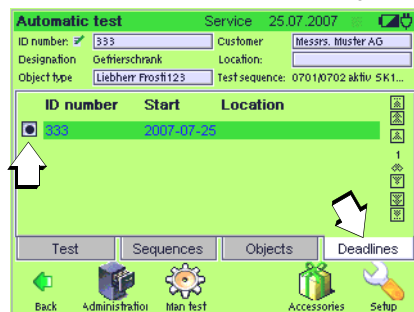 Automatic test Service 25.07.2007
ID number: 333 Customer Messrs. Muster AG
Designation Gefrierschrank Location:
Object type Liebherr Frosti123 Test sequence: 0701/0702 aktiv SK1...
ID number Start Location
333 2007-07-25
1
Test Sequences Objects Deadlines
Back Administration Man test Accessories Setup